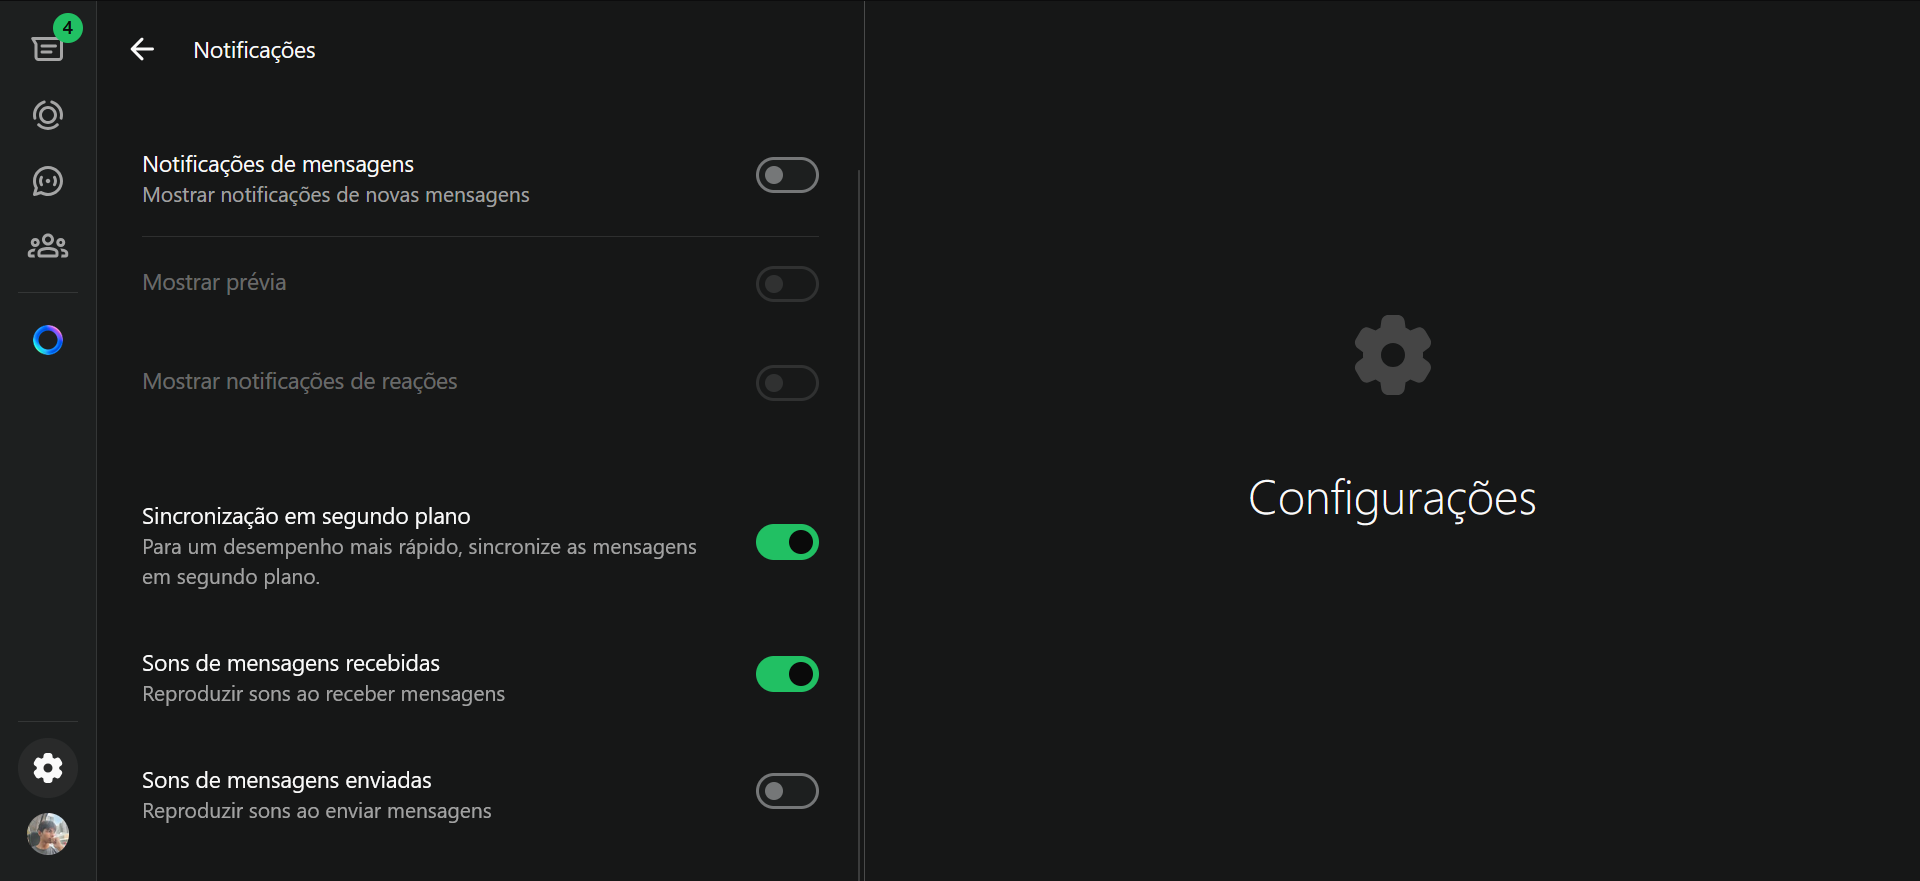 4
Notificações
Notificações de mensagens
Mostrar notificações de novas mensagens
Mostrar prévia
Mostrar notificações de reações
Sincronização em segundo plano
Para um desempenho mais rápido, sincronize as mensagens
em segundo plano.
Sons de mensagens recebidas
Reproduzir sons ao receber mensagens
Sons de mensagens enviadas
Reproduzir sons ao enviar mensagens
Configurações